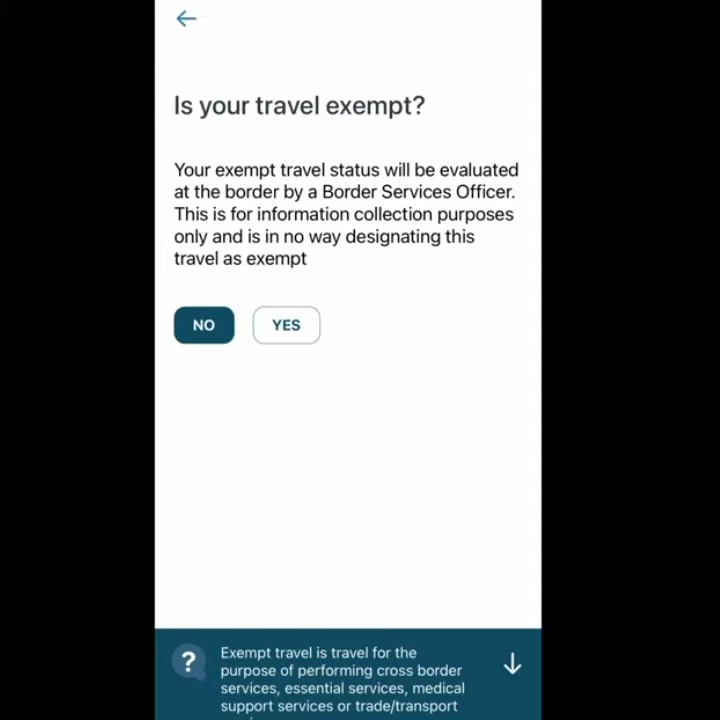 Is your travel exempt?
Your exempt travel status will be evaluated
at the border by a Border Services Officer.
This is for information collection purposes
only and is in no way designating this
travel as exempt
NO YES
? Exempt travel is travel for the
purpose of performing cross border
services, essential services, medical
support services or trade/transport